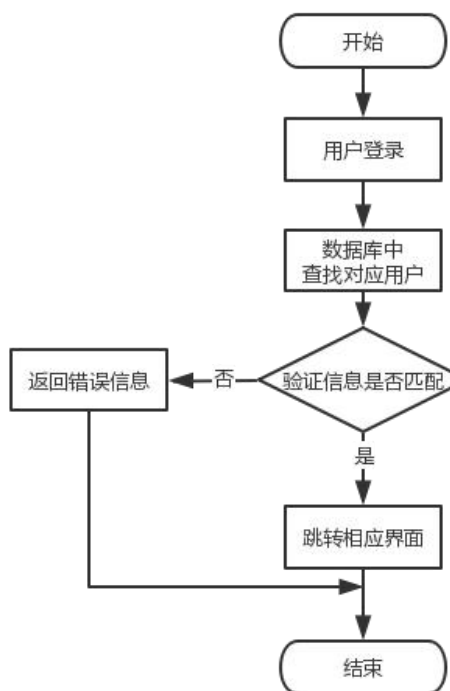 开始
用户登录
数据库中
查找对应用户
验证信息是否匹配
否
返回错误信息
是
跳转相应界面
结束